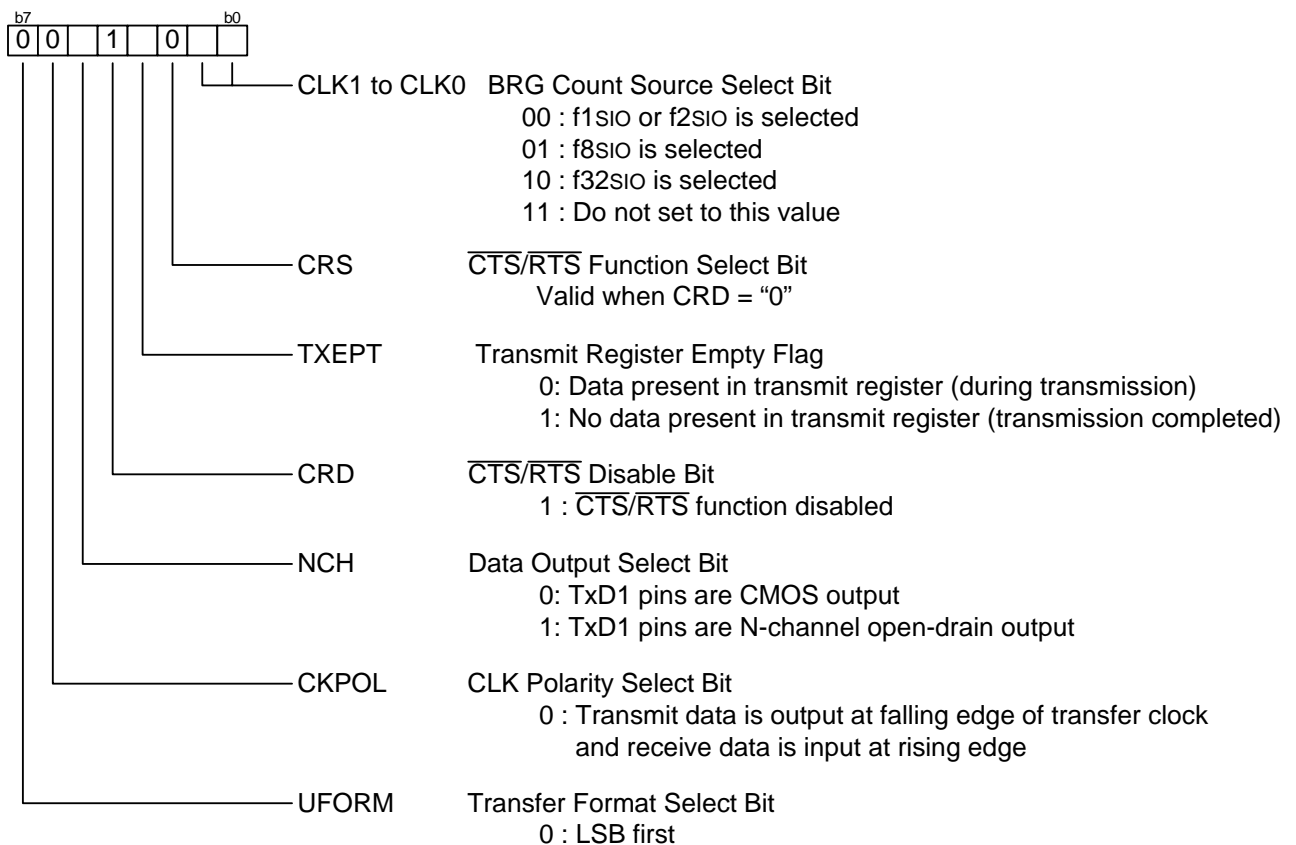 b7 b0
0 0 1 0
CLK1 to CLK0 BRG Count Source Select Bit
00 : f1SIO or f2SIO is selected
01 : f8SIO is selected
10 : f32SIO is selected
11 : Do not set to this value
CRS C̅T̅S̅/R̅T̅S̅ Function Select Bit
Valid when CRD = “0”
TXEPT Transmit Register Empty Flag
0: Data present in transmit register (during transmission)
1: No data present in transmit register (transmission completed)
CRD C̅T̅S̅/R̅T̅S̅ Disable Bit
1 : C̅T̅S̅/R̅T̅S̅ function disabled
NCH Data Output Select Bit
0: TxD1 pins are CMOS output
1: TxD1 pins are N-channel open-drain output
CKPOL CLK Polarity Select Bit
0 : Transmit data is output at falling edge of transfer clock
and receive data is input at rising edge
UFORM Transfer Format Select Bit
0 : LSB first